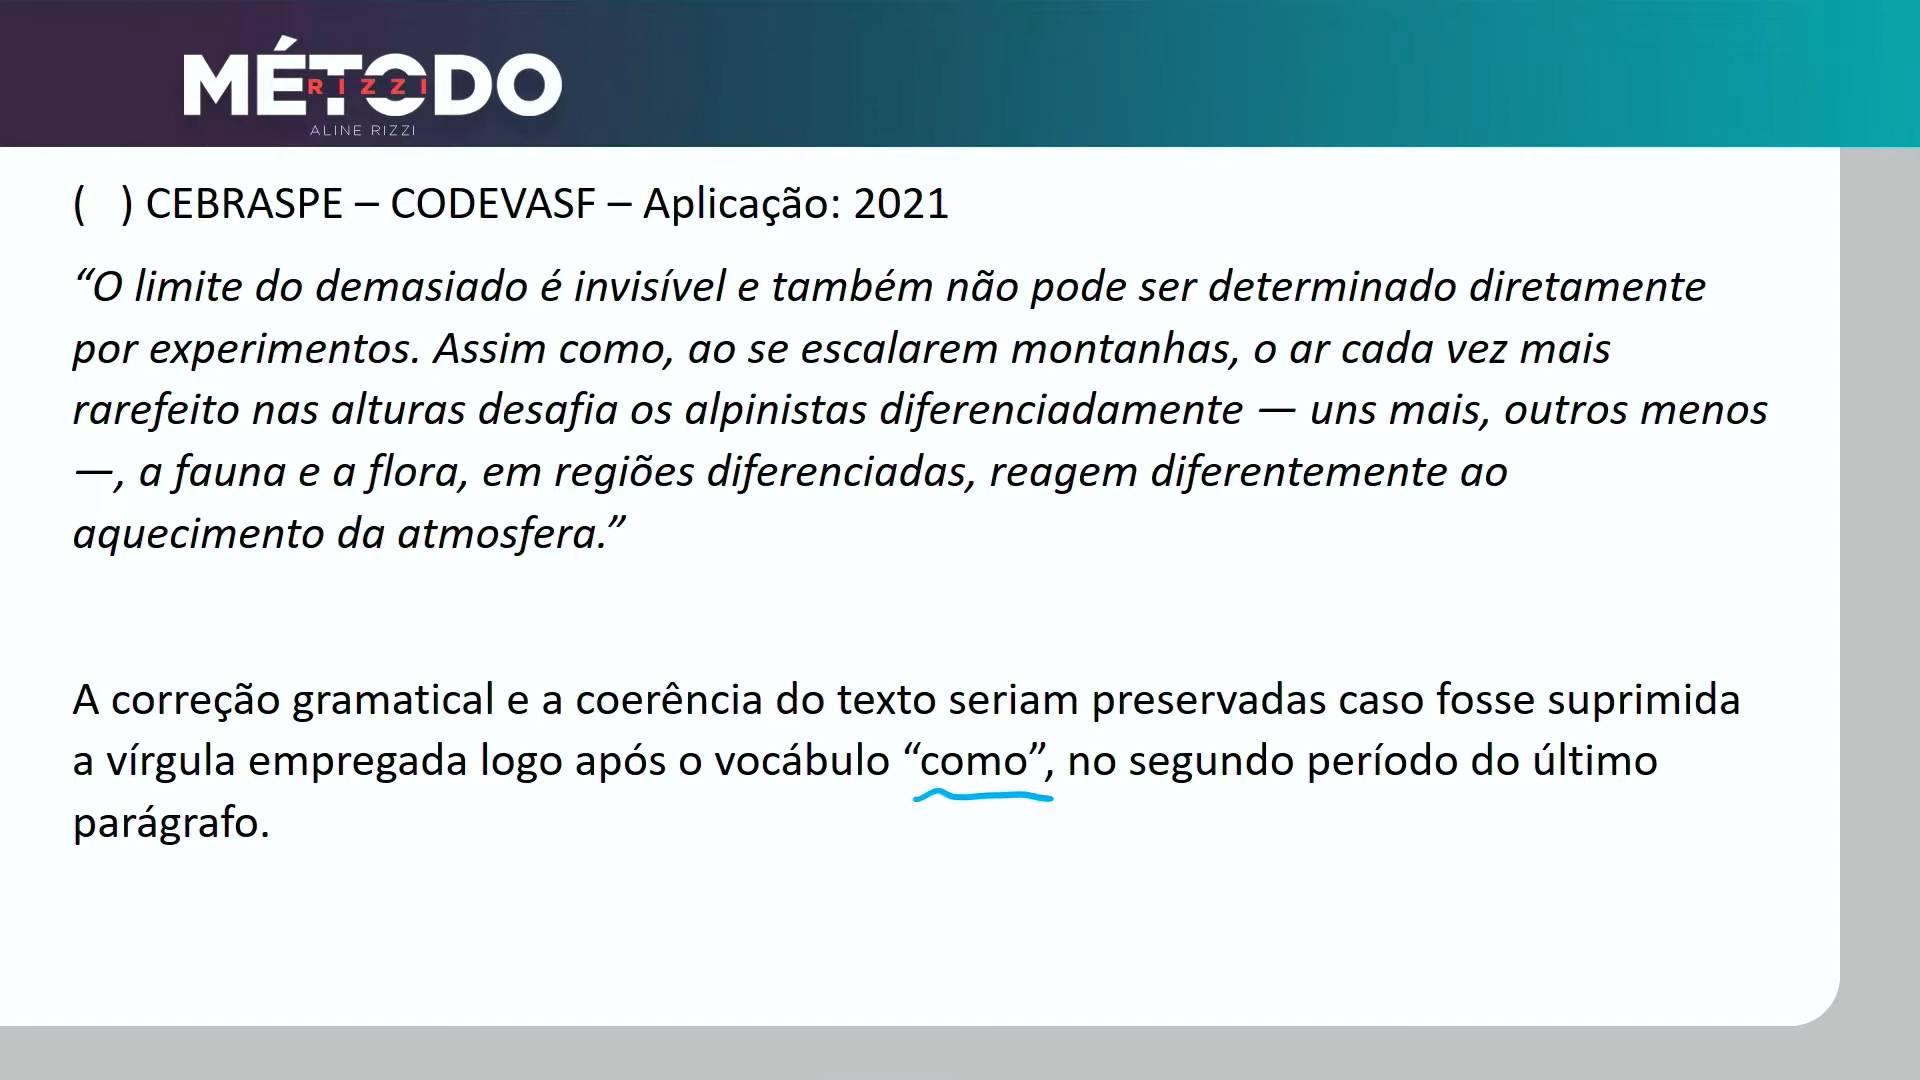 MÉTODO
RIZZI
ALINE RIZZI
( ) CEBRASPE – CODEVASF – Aplicação: 2021
“O limite do demasiado é invisível e também não pode ser determinado diretamente
por experimentos. Assim como, ao se escalarem montanhas, o ar cada vez mais
rarefeito nas alturas desafia os alpinistas diferenciadamente — uns mais, outros menos
—, a fauna e a flora, em regiões diferenciadas, reagem diferentemente ao
aquecimento da atmosfera.”
A correção gramatical e a coerência do texto seriam preservadas caso fosse suprimida
a vírgula empregada logo após o vocábulo “como”, no segundo período do último
parágrafo.